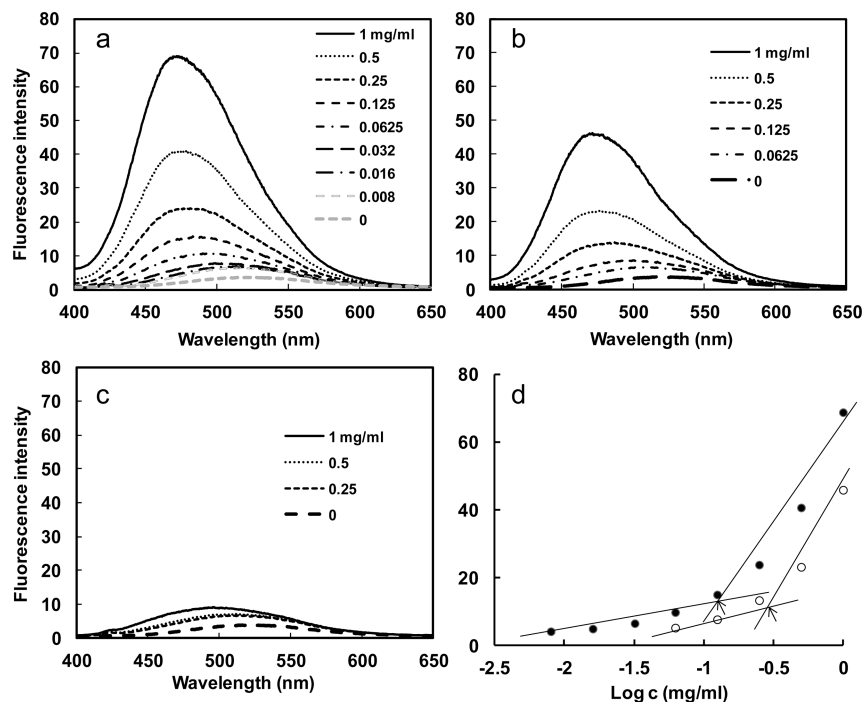 a
80
70
60
50
40
30
20
10
0
Fluorescence intensity
1 mg/ml
0.5
0.25
0.125
0.0625
0.032
0.016
0.008
0
400 450 500 550 600 650
Wavelength (nm)
b
80
70
60
50
40
30
20
10
0
1 mg/ml
0.5
0.25
0.125
0.0625
0
400 450 500 550 600 650
Wavelength (nm)
c
80
70
60
50
40
30
20
10
0
Fluorescence intensity
1 mg/ml
0.5
0.25
0
400 450 500 550 600 650
Wavelength (nm)
d
80
60
40
20
0
-2.5 -2 -1.5 -1 -0.5 0
Log c (mg/ml)